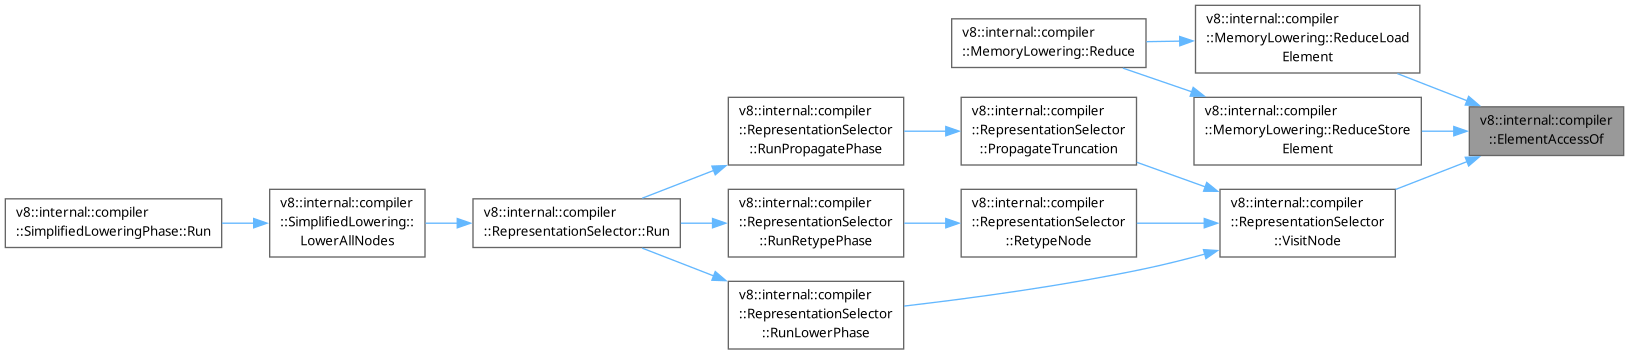 v8::internal::compiler
::MemoryLowering::Reduce
v8::internal::compiler
::MemoryLowering::ReduceLoad
Element
v8::internal::compiler
::RepresentationSelector
::RunPropagatePhase
v8::internal::compiler
::RepresentationSelector
::PropagateTruncation
v8::internal::compiler
::MemoryLowering::ReduceStore
Element
v8::internal::compiler
::ElementAccessOf
v8::internal::compiler
::SimplifiedLoweringPhase::Run
v8::internal::compiler
::SimplifiedLowering::
LowerAllNodes
v8::internal::compiler
::RepresentationSelector::Run
v8::internal::compiler
::RepresentationSelector
::RunRetypePhase
v8::internal::compiler
::RepresentationSelector
::RetypeNode
v8::internal::compiler
::RepresentationSelector
::VisitNode
v8::internal::compiler
::RepresentationSelector
::RunLowerPhase